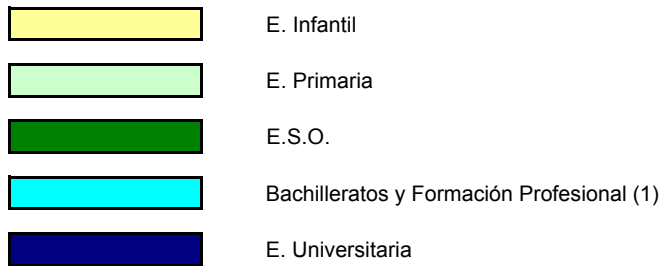 E. Infantil
E. Primaria
E.S.O.
Bachilleratos y Formación Profesional (1)
E. Universitaria